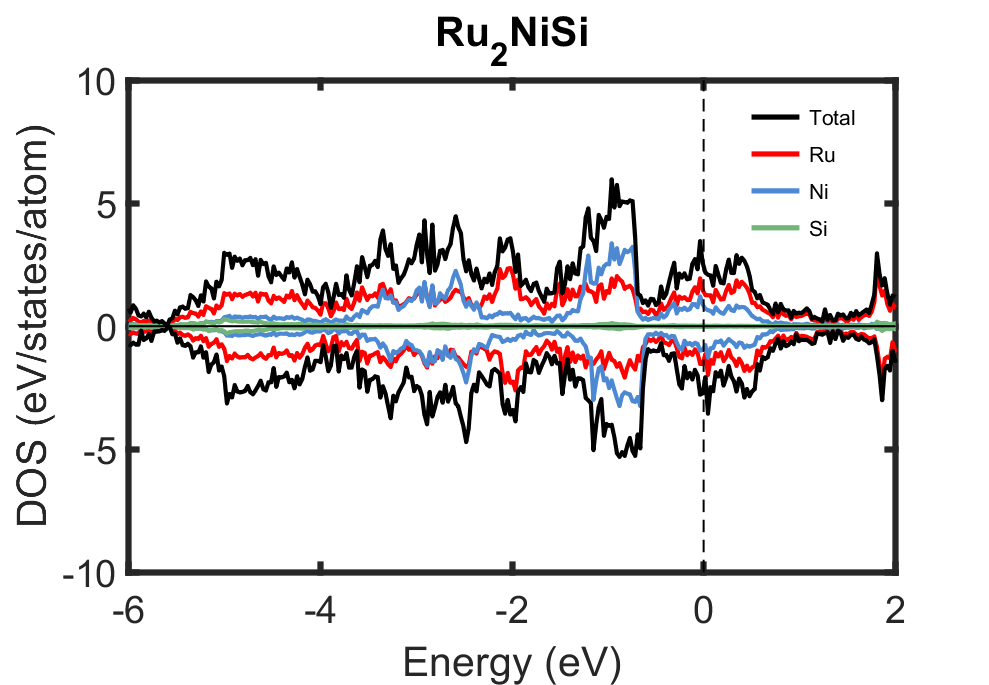 Ru₂NiSi
DOS (eV/states/atom)
10
5
0
-5
-10
Total
Ru
Ni
Si
-6 -4 -2 0 2
Energy (eV)